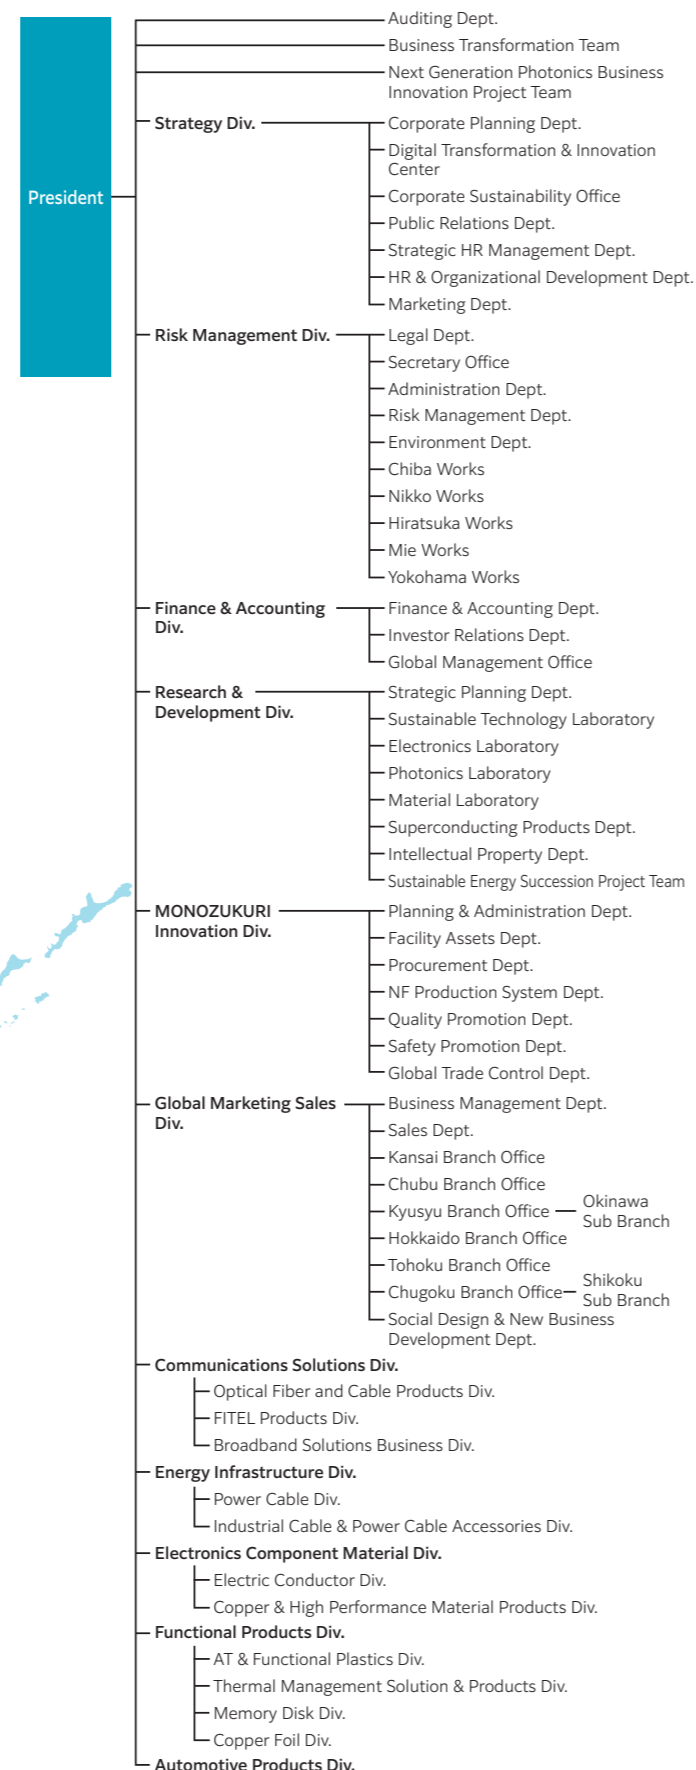 President
Auditing Dept.
Business Transformation Team
Next Generation Photonics Business
Innovation Project Team
Strategy Div.
Corporate Planning Dept.
Digital Transformation & Innovation
Center
Corporate Sustainability Office
Public Relations Dept.
Strategic HR Management Dept.
HR & Organizational Development Dept.
Marketing Dept.
Risk Management Div.
Legal Dept.
Secretary Office
Administration Dept.
Risk Management Dept.
Environment Dept.
Chiba Works
Nikko Works
Hiratsuka Works
Mie Works
Yokohama Works
Finance & Accounting
Div.
Finance & Accounting Dept.
Investor Relations Dept.
Global Management Office
Research &
Development Div.
Strategic Planning Dept.
Sustainable Technology Laboratory
Electronics Laboratory
Photonics Laboratory
Material Laboratory
Superconducting Products Dept.
Intellectual Property Dept.
Sustainable Energy Succession Project Team
MONOZUKURI
Innovation Div.
Planning & Administration Dept.
Facility Assets Dept.
Procurement Dept.
NF Production System Dept.
Quality Promotion Dept.
Safety Promotion Dept.
Global Trade Control Dept.
Global Marketing Sales
Div.
Business Management Dept.
Sales Dept.
Kansai Branch Office
Chubu Branch Office
Kyusyu Branch Office
Okinawa
Sub Branch
Hokkaido Branch Office
Tohoku Branch Office
Chugoku Branch Office
Shikoku
Sub Branch
Social Design & New Business
Development Dept.
Communications Solutions Div.
Optical Fiber and Cable Products Div.
FITEL Products Div.
Broadband Solutions Business Div.
Energy Infrastructure Div.
Power Cable Div.
Industrial Cable & Power Cable Accessories Div.
Electronics Component Material Div.
Electric Conductor Div.
Copper & High Performance Material Products Div.
Functional Products Div.
AT & Functional Plastics Div.
Thermal Management Solution & Products Div.
Memory Disk Div.
Copper Foil Div.
Automotive Products Div.